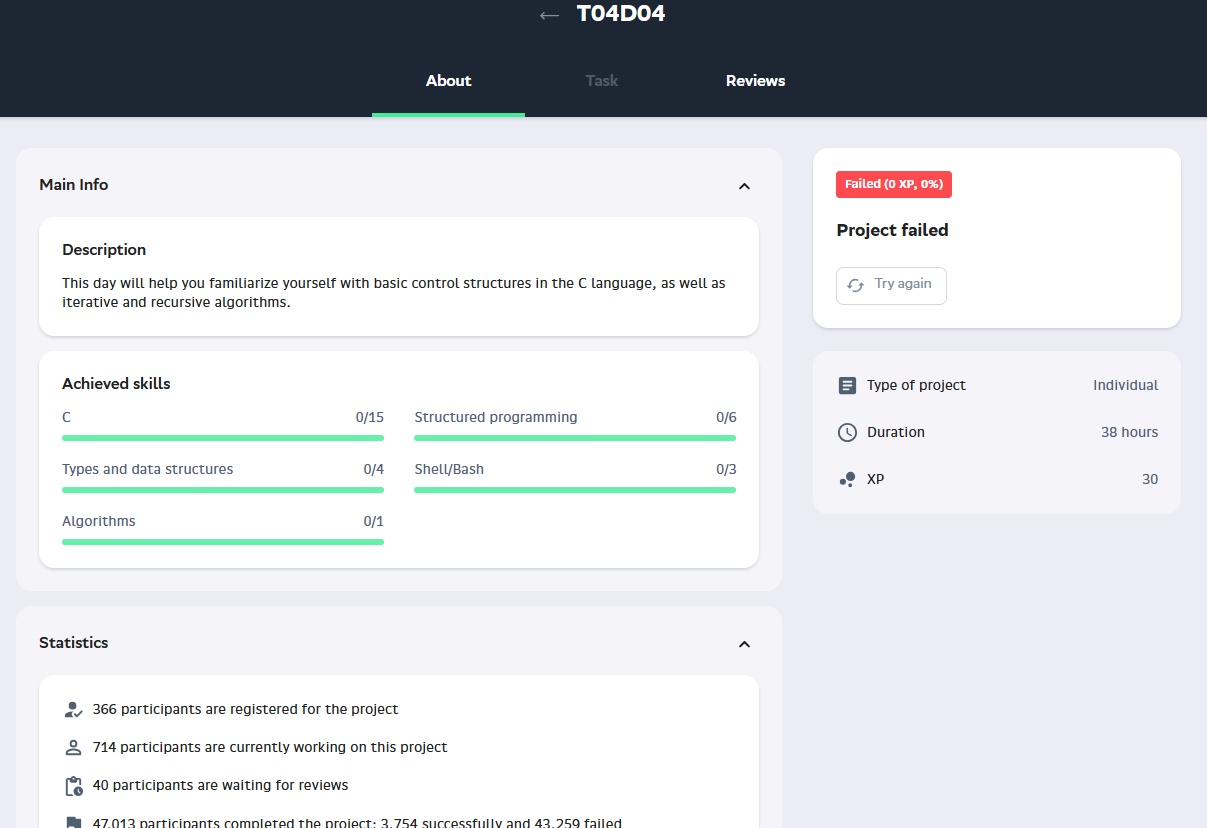 T04D04
About
Task
Reviews
Main Info
Description
This day will help you familiarize yourself with basic control structures in the C language, as well as
iterative and recursive algorithms.
Achieved skills
C 0/15
Structured programming 0/6
Types and data structures 0/4
Shell/Bash 0/3
Algorithms 0/1
Statistics
366 participants are registered for the project
714 participants are currently working on this project
40 participants are waiting for reviews
47,013 participants completed the project: 3,754 successfully and 43,259 failed
Failed (0 XP, 0%)
Project failed
Try again
Type of project Individual
Duration 38 hours
XP 30